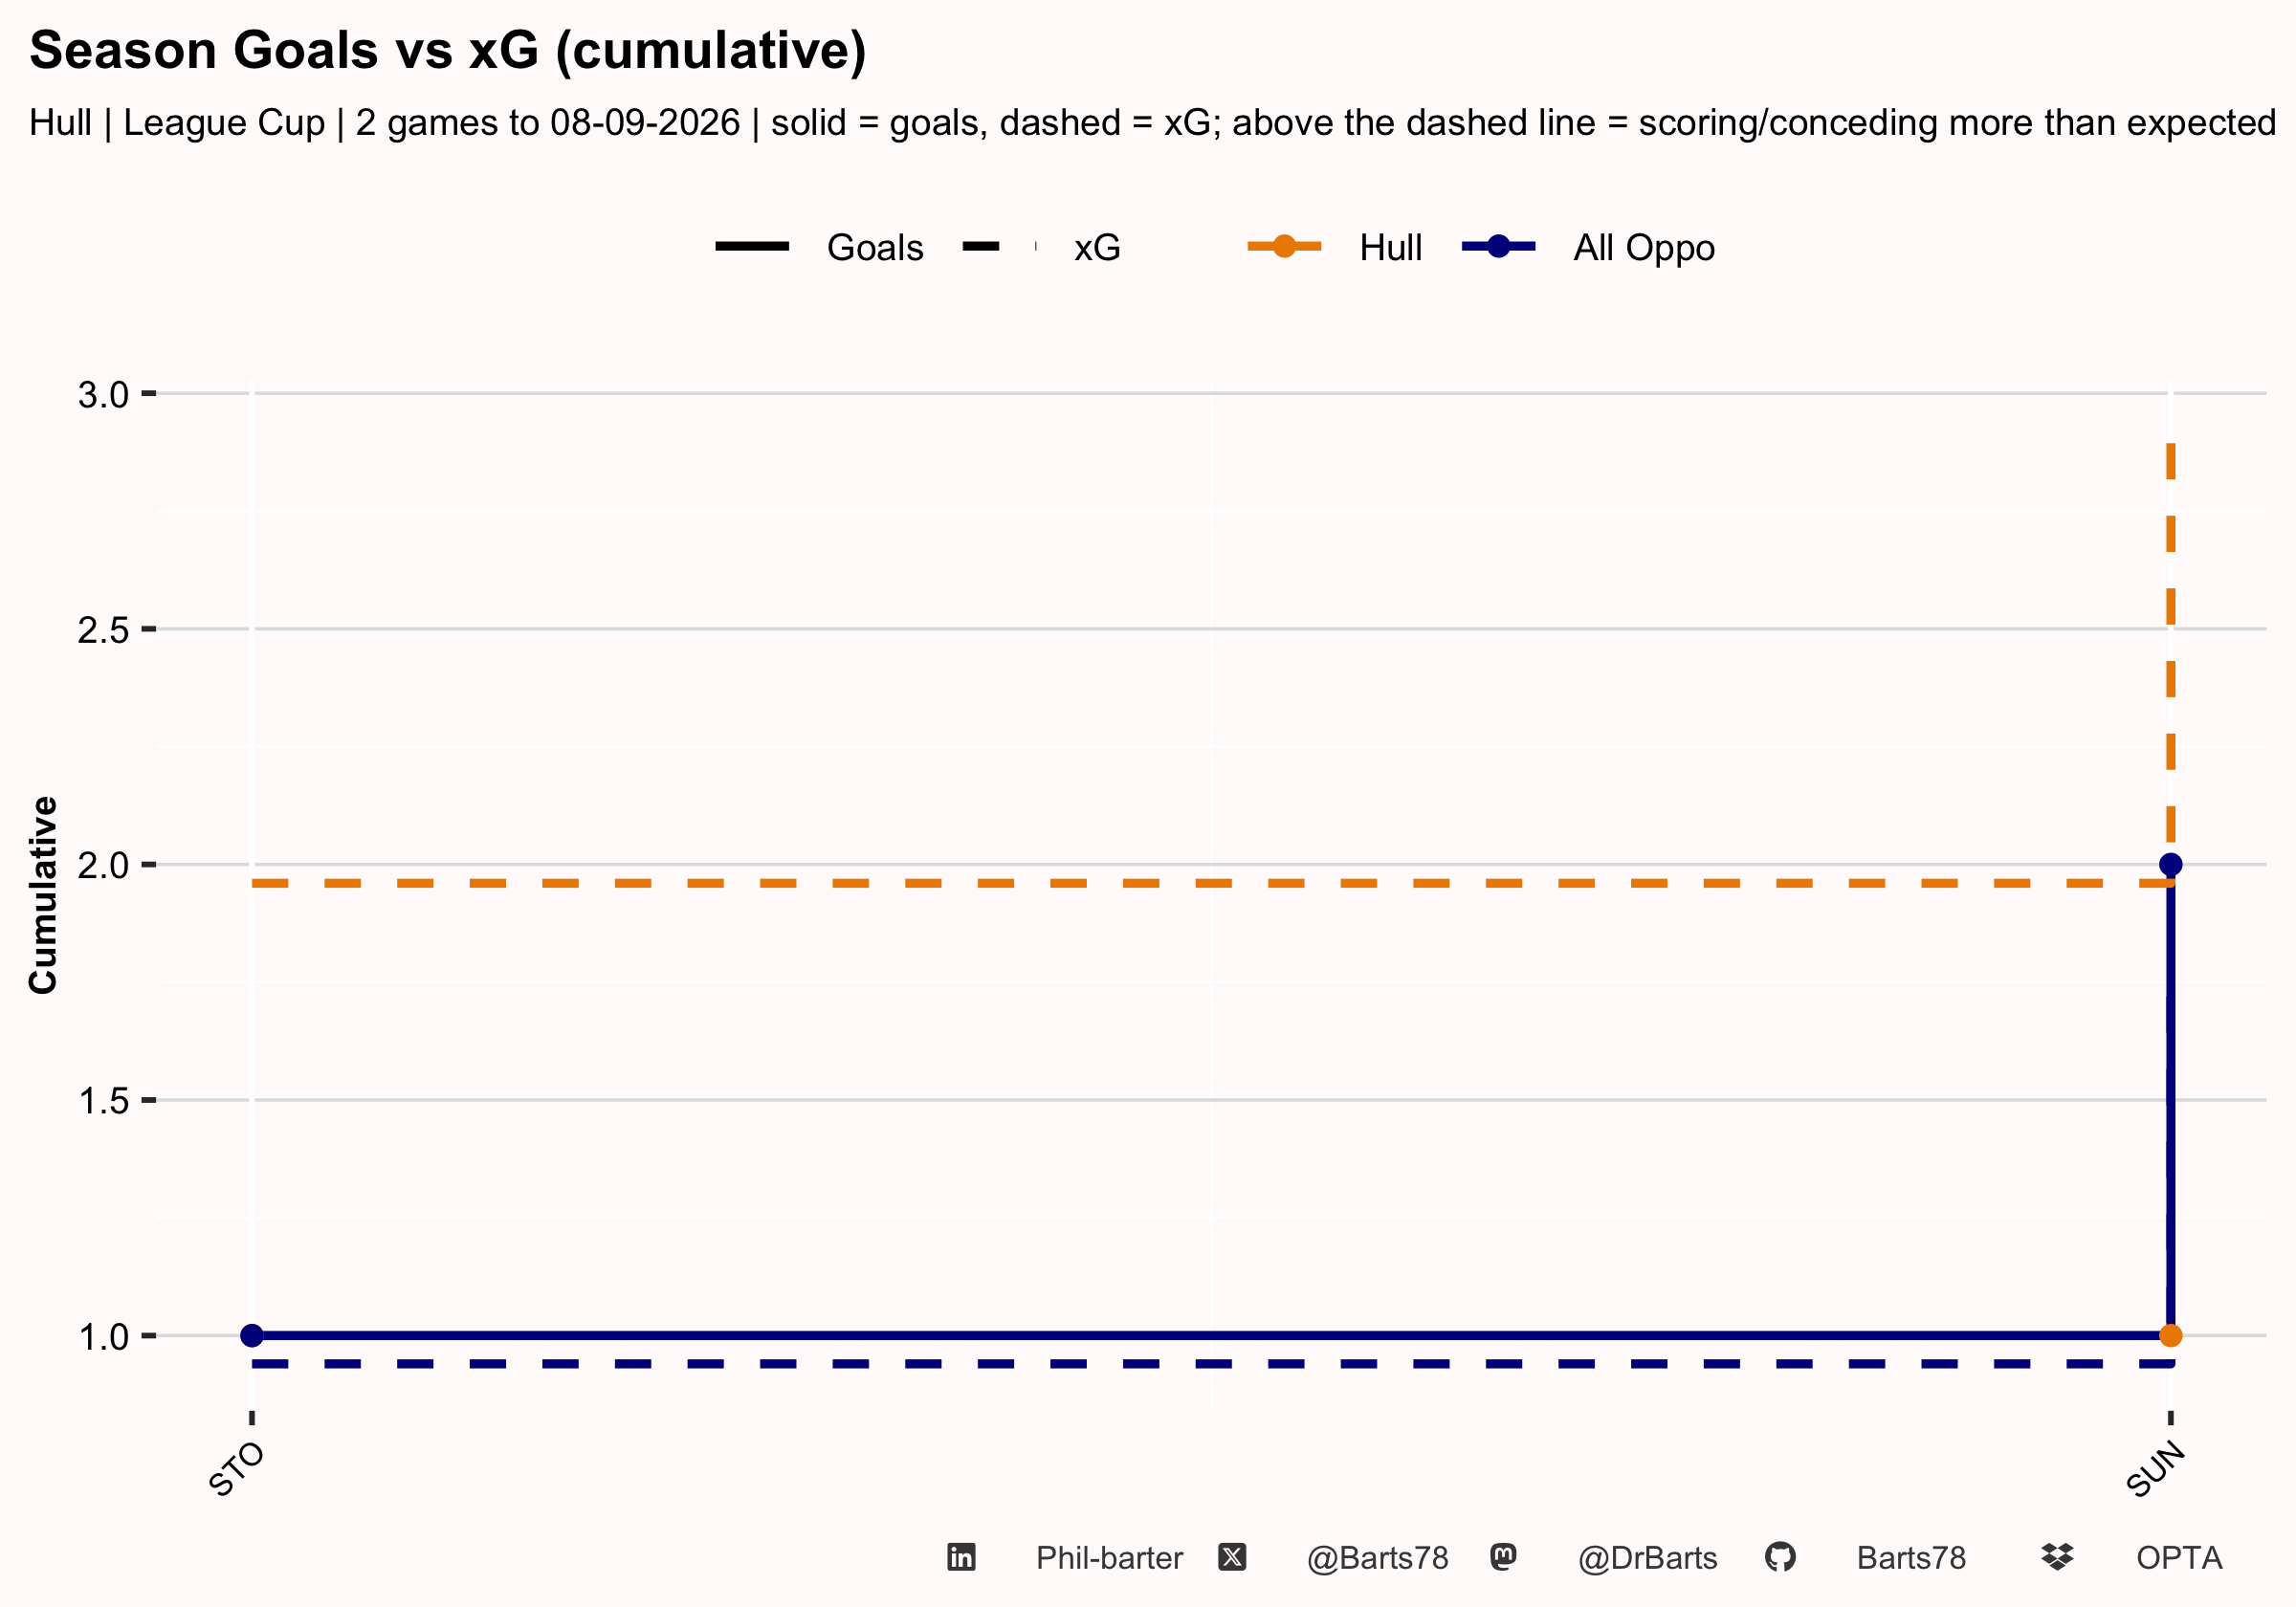 Season Goals vs xG (cumulative)
Hull | League Cup | 2 games to 08-09-2026 | solid = goals, dashed = xG; above the dashed line = scoring/conceding more than expected
Goals xG Hull All Oppo
3.0
2.5
2.0
1.5
1.0
Cumulative
STO SUN
Phil-barter @Barts78 @DrBarts Barts78 OPTA